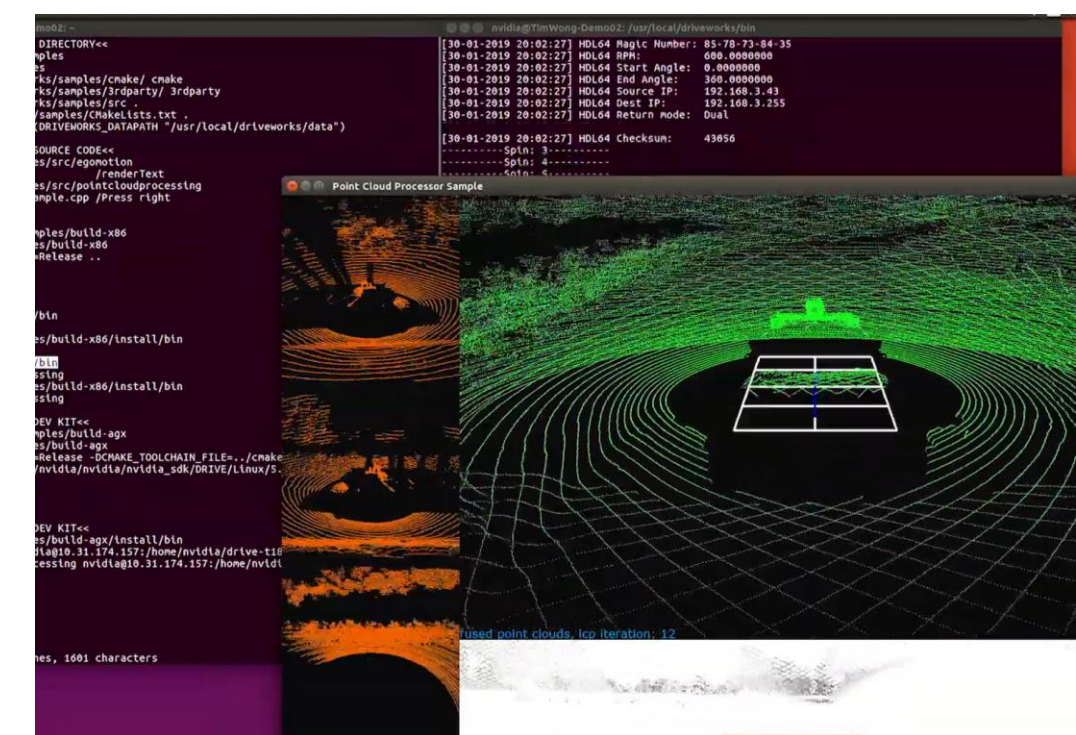 mo02: ~
DIRECTORY<<
mples
es
rks/samples/cmake/ cmake
rks/samples/3rdparty/ 3rdparty
rks/samples/src .
/samples/CMakeLists.txt .
(DRIVEWORKS_DATAPATH "/usr/local/driveworks/data")
SOURCE CODE<<
es/src/egomotion
/renderText
es/src/pointcloudprocessing
ample.cpp /Press right
mples/build-x86
es/build-x86
=Release ..
/bin
es/build-x86/install/bin
/bin
ssing
es/build-x86/install/bin
ssing
DEV KIT<<
mples/build-agx
es/build-agx
=Release -DCMAKE_TOOLCHAIN_FILE=../cmake
/nvidia/nvidia/nvidia_sdk/DRIVE/Linux/5.
DEV KIT<<
es/build-agx/install/bin
dia@10.31.174.157:/home/nvidia/drive-t18
cessing nvidia@10.31.174.157:/home/nvidi
nes, 1601 characters
nvidia@TimWong-Demo02: /usr/local/driveworks/bin
[30-01-2019 20:02:27] HDL64 Magic Number: 85-78-73-84-35
[30-01-2019 20:02:27] HDL64 RPM: 600.0000000
[30-01-2019 20:02:27] HDL64 Start Angle: 0.0000000
[30-01-2019 20:02:27] HDL64 End Angle: 360.0000000
[30-01-2019 20:02:27] HDL64 Source IP: 192.168.3.43
[30-01-2019 20:02:27] HDL64 Dest IP: 192.168.3.255
[30-01-2019 20:02:27] HDL64 Return mode: Dual
[30-01-2019 20:02:27] HDL64 Checksum: 43056
----------Spin: 3----------
----------Spin: 4----------
----------Spin: 5----------
Point Cloud Processor Sample
fused point clouds, icp iteration: 12